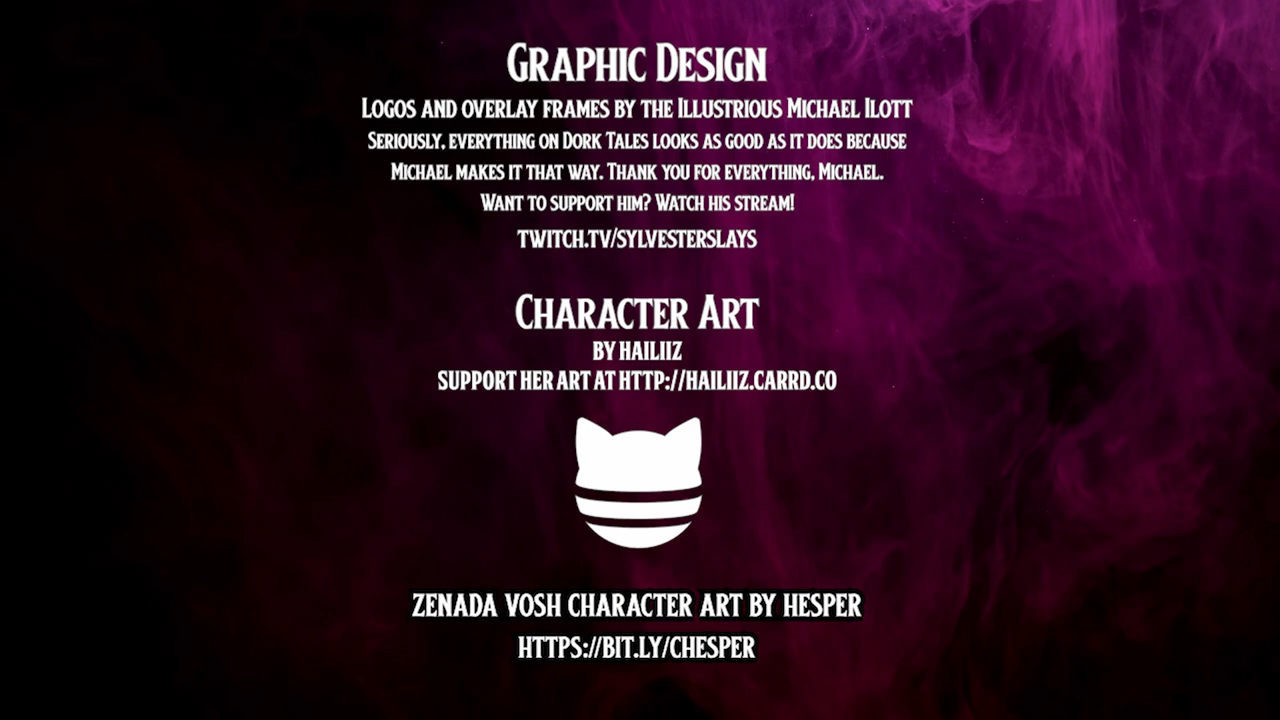 Graphic Design
Logos and overlay frames by the Illustrious Michael Ilott
Seriously, everything on Dork Tales looks as good as it does because
Michael makes it that way. Thank you for everything, Michael.
Want to support him? Watch his stream!
twitch.tv/sylvesterslays
Character Art
by hailiiz
support her art at http://hailiiz.carrd.co
Zenada Vosh character art by Hesper
https://bit.ly/chesper